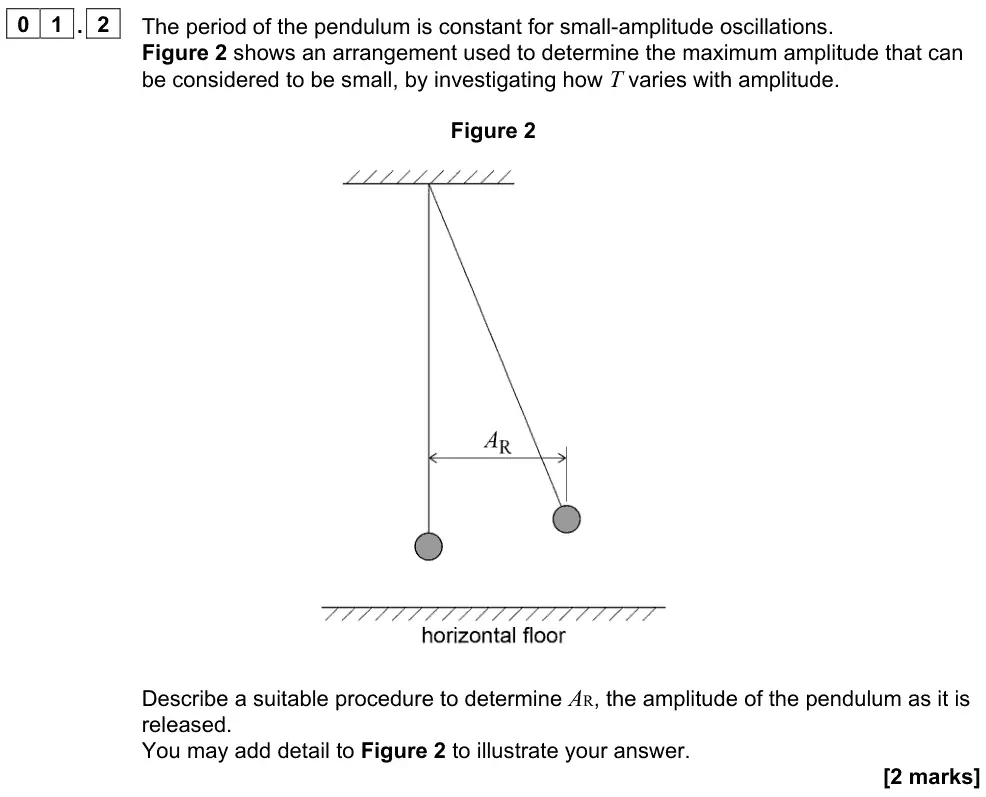 0 1 . 2 The period of the pendulum is constant for small-amplitude oscillations.
Figure 2 shows an arrangement used to determine the maximum amplitude that can
be considered to be small, by investigating how T varies with amplitude.
Figure 2
AR
horizontal floor
Describe a suitable procedure to determine AR, the amplitude of the pendulum as it is
released.
You may add detail to Figure 2 to illustrate your answer.
[2 marks]